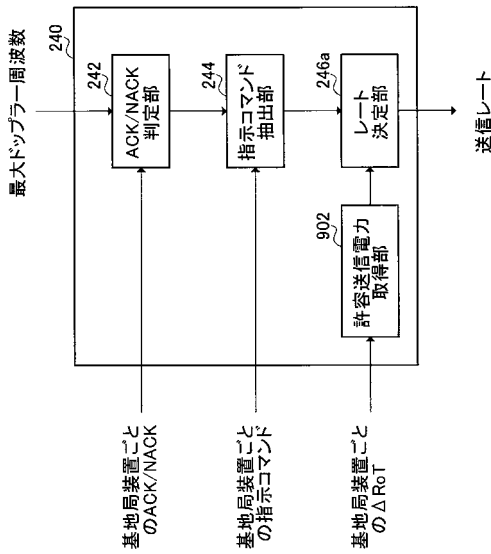 240
最大ドップラー周波数
242
ACK/NACK
判定部
244
指示コマンド
抽出部
246a
レート
決定部
送信レート
902
許容送信電力
取得部
基地局装置ごと
のACK/NACK
基地局装置ごと
の指示コマンド
基地局装置ごと
のΔRoT